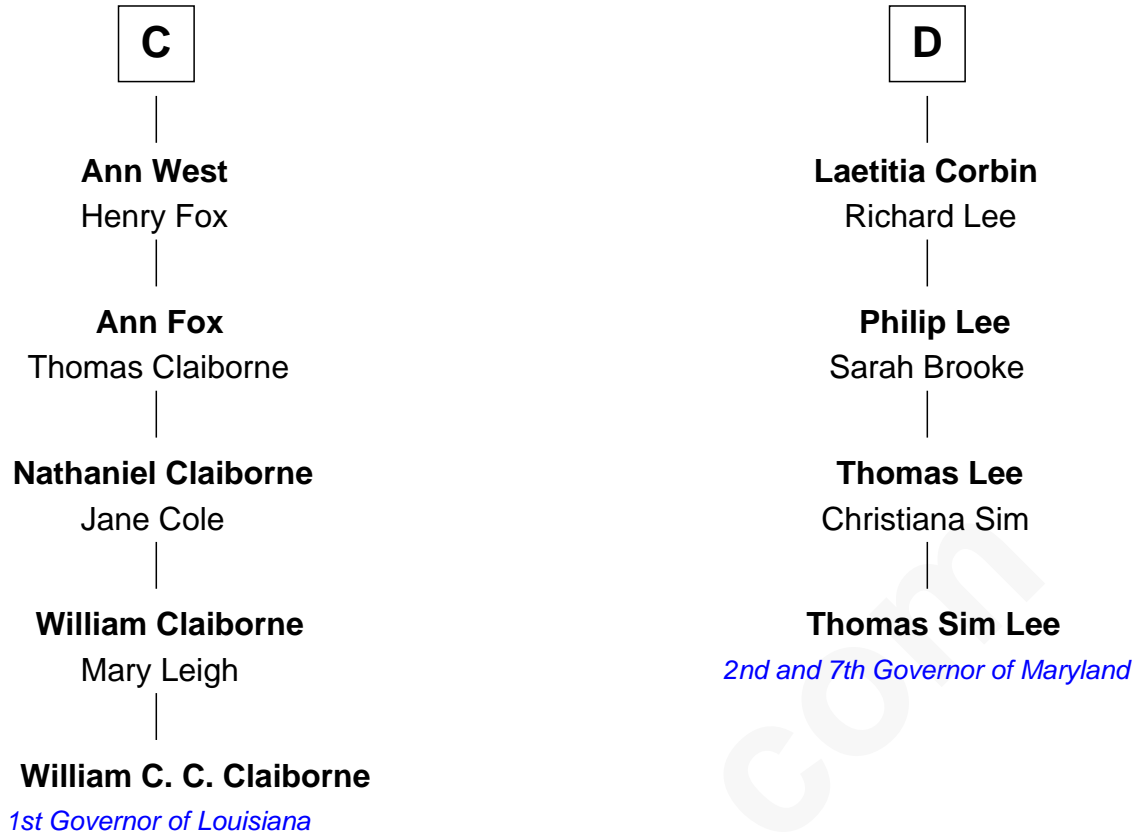 C
Ann West
Henry Fox
Ann Fox
Thomas Claiborne
Nathaniel Claiborne
Jane Cole
William Claiborne
Mary Leigh
William C. C. Claiborne
1st Governor of Louisiana
D
Laetitia Corbin
Richard Lee
Philip Lee
Sarah Brooke
Thomas Lee
Christiana Sim
Thomas Sim Lee
2nd and 7th Governor of Maryland
com